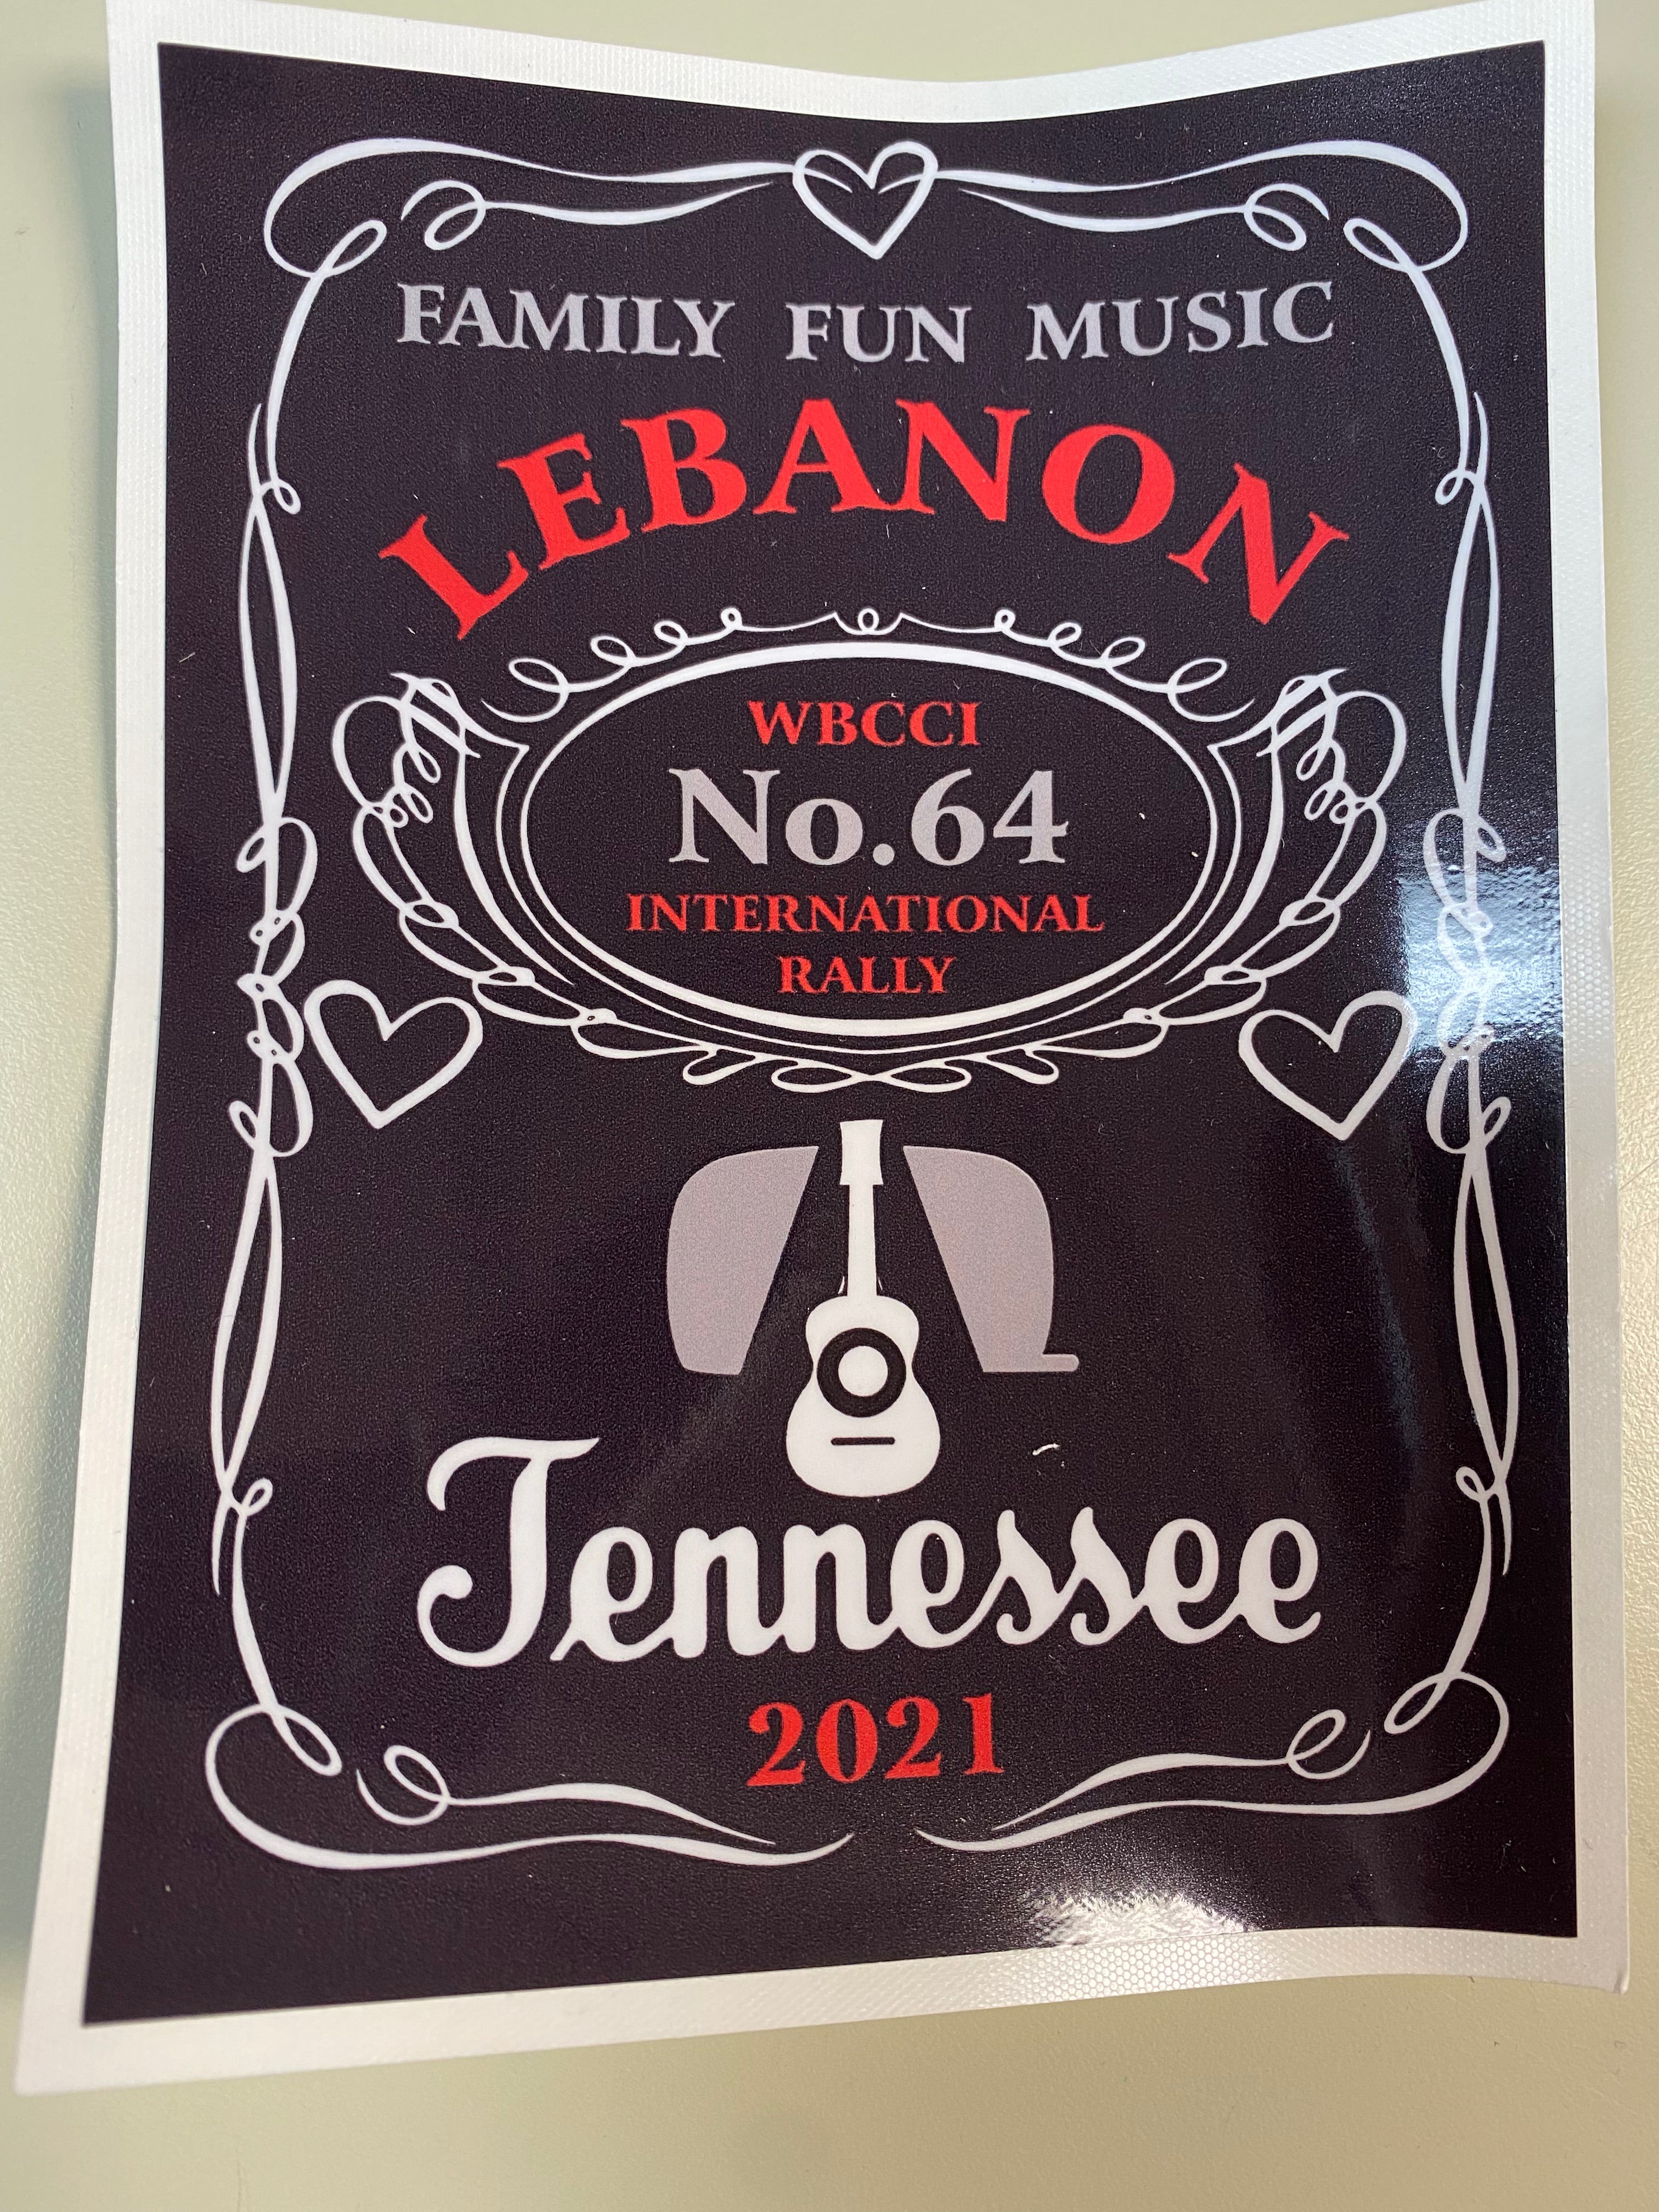 FAMILY FUN MUSIC
LEBANON
WBCCI
No.64
INTERNATIONAL
RALLY
Tennessee
2021